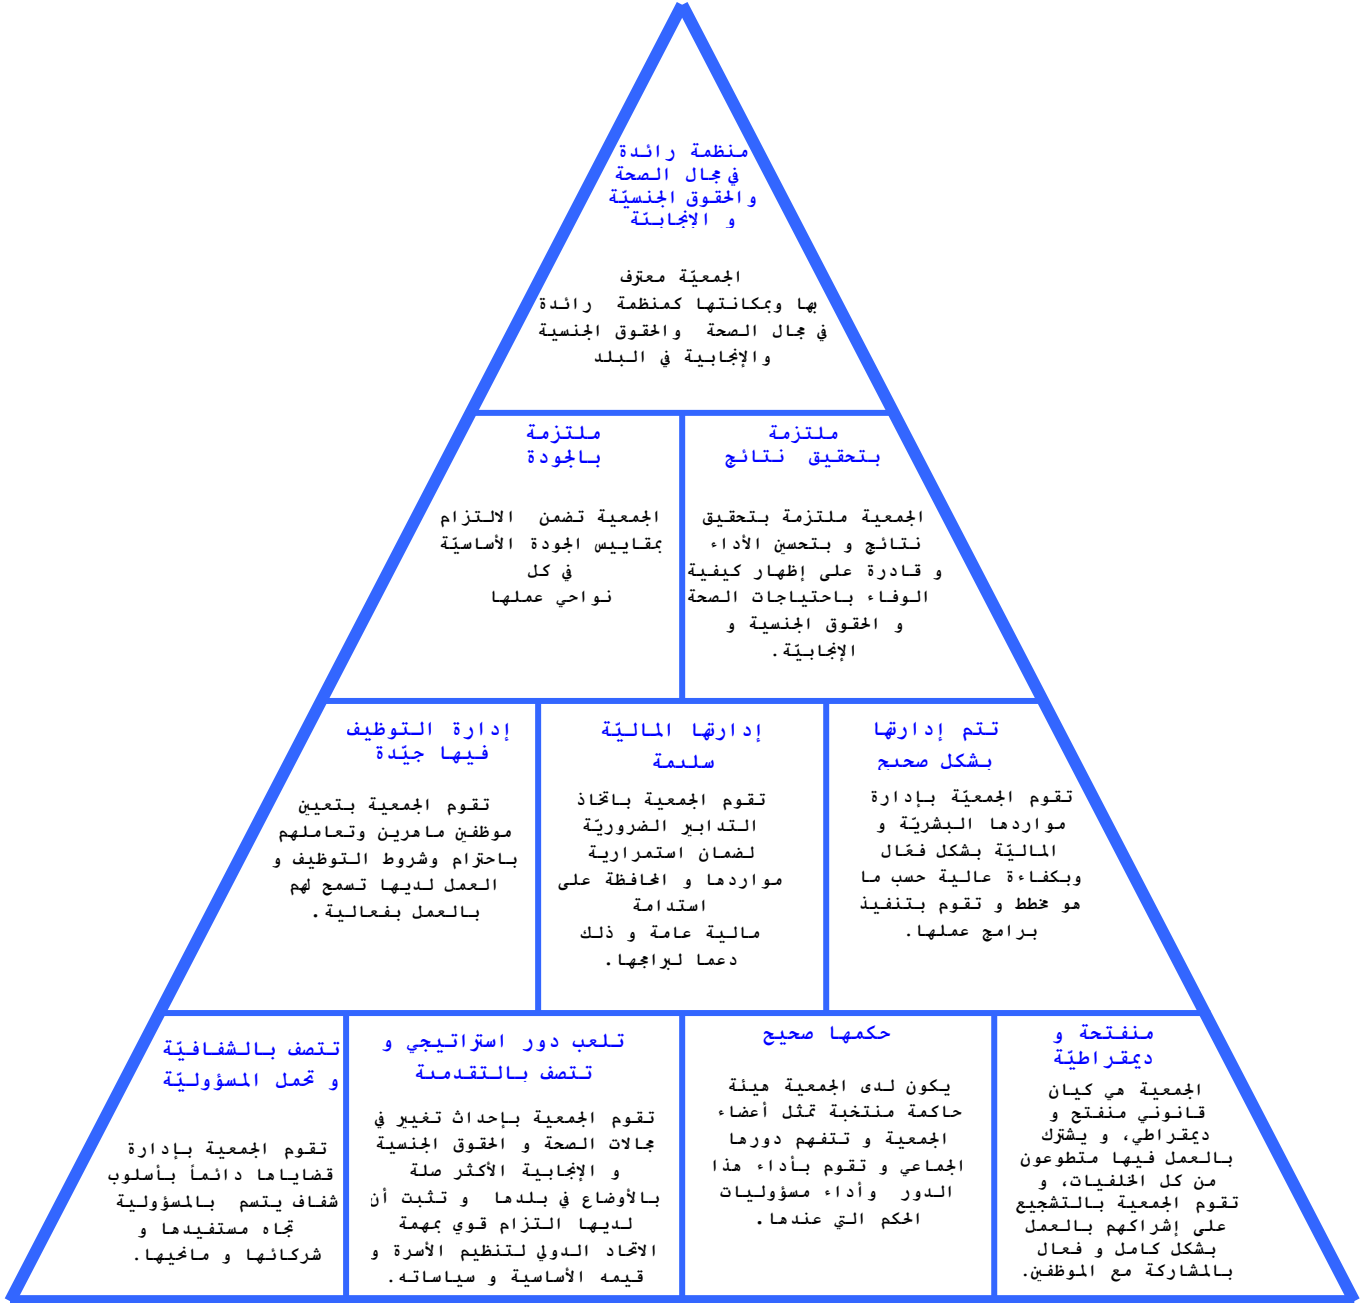 منظمة رائدة
في مجال الصحة
والحقوق الجنسيّة
و الإنجابيّة
الجمعيّة معترف
بها وبمكانتها كمنظمة رائدة
في مجال الصحة والحقوق الجنسية
والإنجابية في البلد
ملتزمة
بتحقيق نتائج
الجمعية ملتزمة بتحقيق
نتائج و بتحسين الأداء
و قادرة على إظهار كيفية
الوفاء باحتياجات الصحة
و الحقوق الجنسية و
الإنجابيّة.
ملتزمة
بالجودة
الجمعية تضمن الالتزام
بمقاييس الجودة الأساسيّة
في كل
نواحي عملها
تتم إدارتها
بشكل صحيح
تقوم الجمعيّة بإدارة
مواردها البشريّة و
الماليّة بشكل فعّال
وبكفاءة عالية حسب ما
هو مخطط و تقوم بتنفيذ
برامج عملها.
إدارتها الماليّة
سليمة
تقوم الجمعية باتخاذ
التدابير الضروريّة
لضمان استمرارية
مواردها و المحافظة على
استدامة
مالية عامة و ذلك
دعما لبرامجها.
إدارة التوظيف
فيها جيّدة
تقوم الجمعية بتعيين
موظفين ماهرين وتعاملهم
باحترام وشروط التوظيف و
العمل لديها تسمح لهم
بالعمل بفعالية.
منفتحة و
ديمقراطيّة
الجمعية هي كيان
قانوني منفتح و
ديمقراطي، و يشترك
بالعمل فيها متطوعون
من كل الخلفيات، و
تقوم الجمعية بالتشجيع
على إشراكهم بالعمل
بشكل كامل و فعال
بالمشاركة مع الموظفين.
حكمها صحيح
يكون لدى الجمعية هيئة
حاكمة منتخبة تمثل أعضاء
الجمعية و تتفهم دورها
الجماعي و تقوم بأداء هذا
الدور وأداء مسؤوليات
الحكم التي عندها.
تلعب دور استراتيجي و
تتصف بالتقدمية
تقوم الجمعية بإحداث تغيير في
مجالات الصحة و الحقوق الجنسية
و الإنجابية الأكثر صلة
بالأوضاع في بلدها و تثبت أن
لديها التزام قوي بمهمة
الاتحاد الدولي لتنظيم الأسرة و
قيمه الأساسية و سياساته.
تتصف بالشفافيّة
و تحمل المسؤوليّة
تقوم الجمعية بإدارة
قضاياها دائماً بأسلوب
شفاف يتسم بالمسؤولية
تجاه مستفيدها و
شركائها و مانحيها.